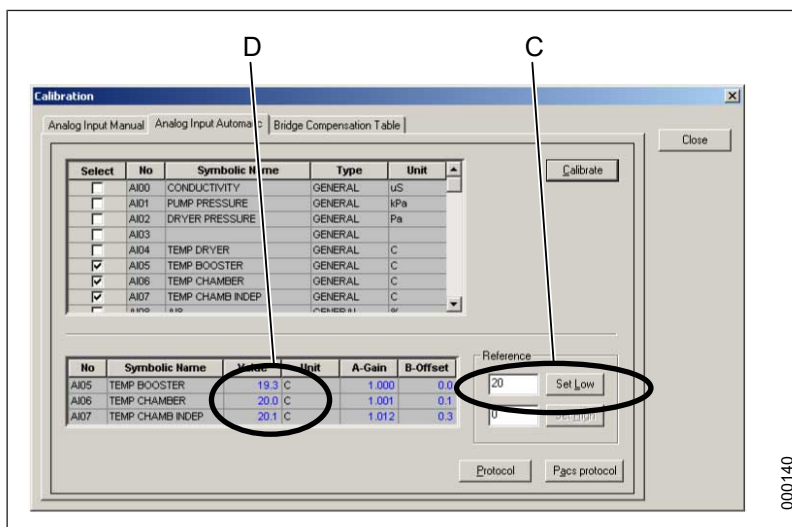 D C
Calibration
Analog Input Manual Analog Input Automatic Bridge Compensation Table
Close
Select No Symbolic Name Type Unit
Calibrate
AI00 CONDUCTIVITY GENERAL uS
AI01 PUMP PRESSURE GENERAL kPa
AI02 DRYER PRESSURE GENERAL Pa
AI03 GENERAL
AI04 TEMP DRYER GENERAL C
AI05 TEMP BOOSTER GENERAL C
AI06 TEMP CHAMBER GENERAL C
AI07 TEMP CHAMB INDEP GENERAL C
Reference
No Symbolic Name Value Unit A-Gain B-Offset
AI05 TEMP BOOSTER 19.3 C 1.000 0.0
20 Set Low
AI06 TEMP CHAMBER 20.0 C 1.001 0.1
AI07 TEMP CHAMB INDEP 20.1 C 1.012 0.3
0 Set High
Protocol Pacs protocol
000140